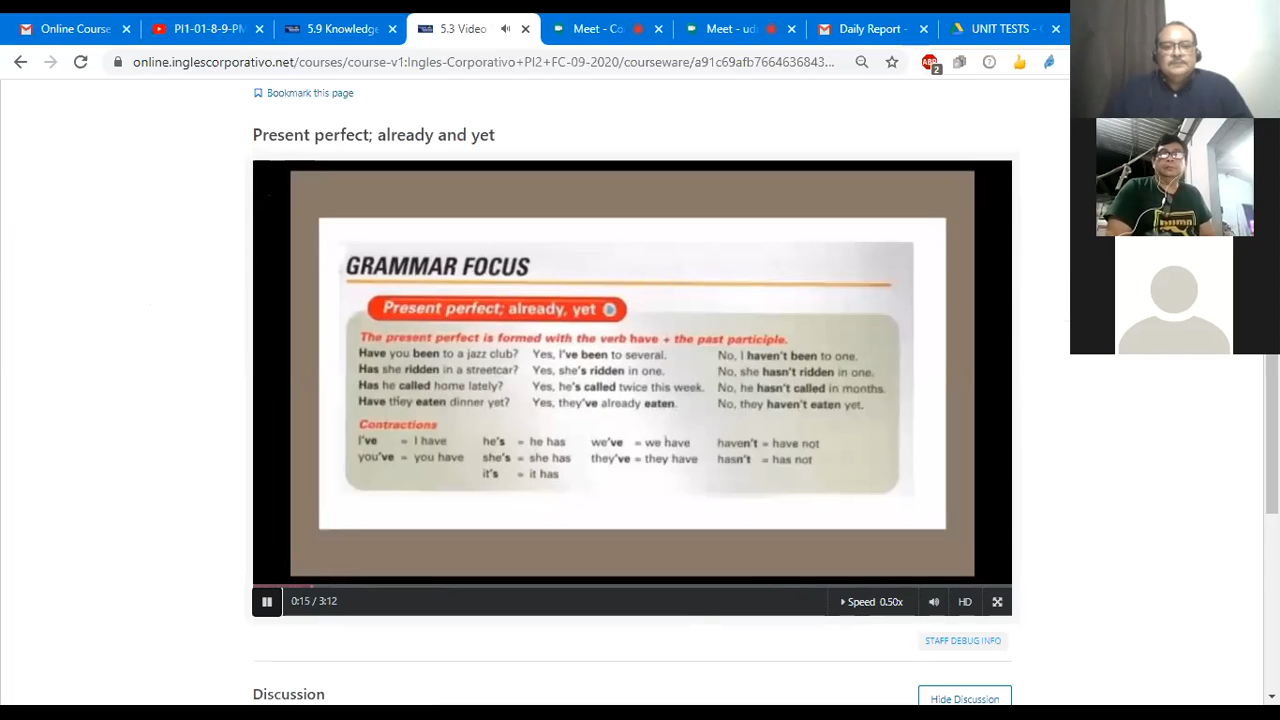 Online Course
PI1-01-8-9-PM
5.9 Knowledge
5.3 Video
Meet - Co
Meet - ud
Daily Report -
UNIT TESTS -
online.inglescorporativo.net/courses/course-v1:Ingles-Corporativo+PI2+FC-09-2020/courseware/a91c69afb7664636843...
ABP
2
Bookmark this page
Present perfect; already and yet
GRAMMAR FOCUS
Present perfect; already, yet
The present perfect is formed with the verb have + the past participle.
Have you been to a jazz club? Yes, I've been to several. No, I haven't been to one.
Has she ridden in a streetcar? Yes, she's ridden in one. No, she hasn't ridden in one.
Has he called home lately? Yes, he's called twice this week. No, he hasn't called in months.
Have they eaten dinner yet? Yes, they've already eaten. No, they haven't eaten yet.
Contractions
I've = I have he's = he has we've = we have haven't = have not
you've = you have she's = she has they've = they have hasn't = has not
it's = it has
0:15 / 3:12
Speed 0.50x
HD
STAFF DEBUG INFO
Discussion
Hide Discussion